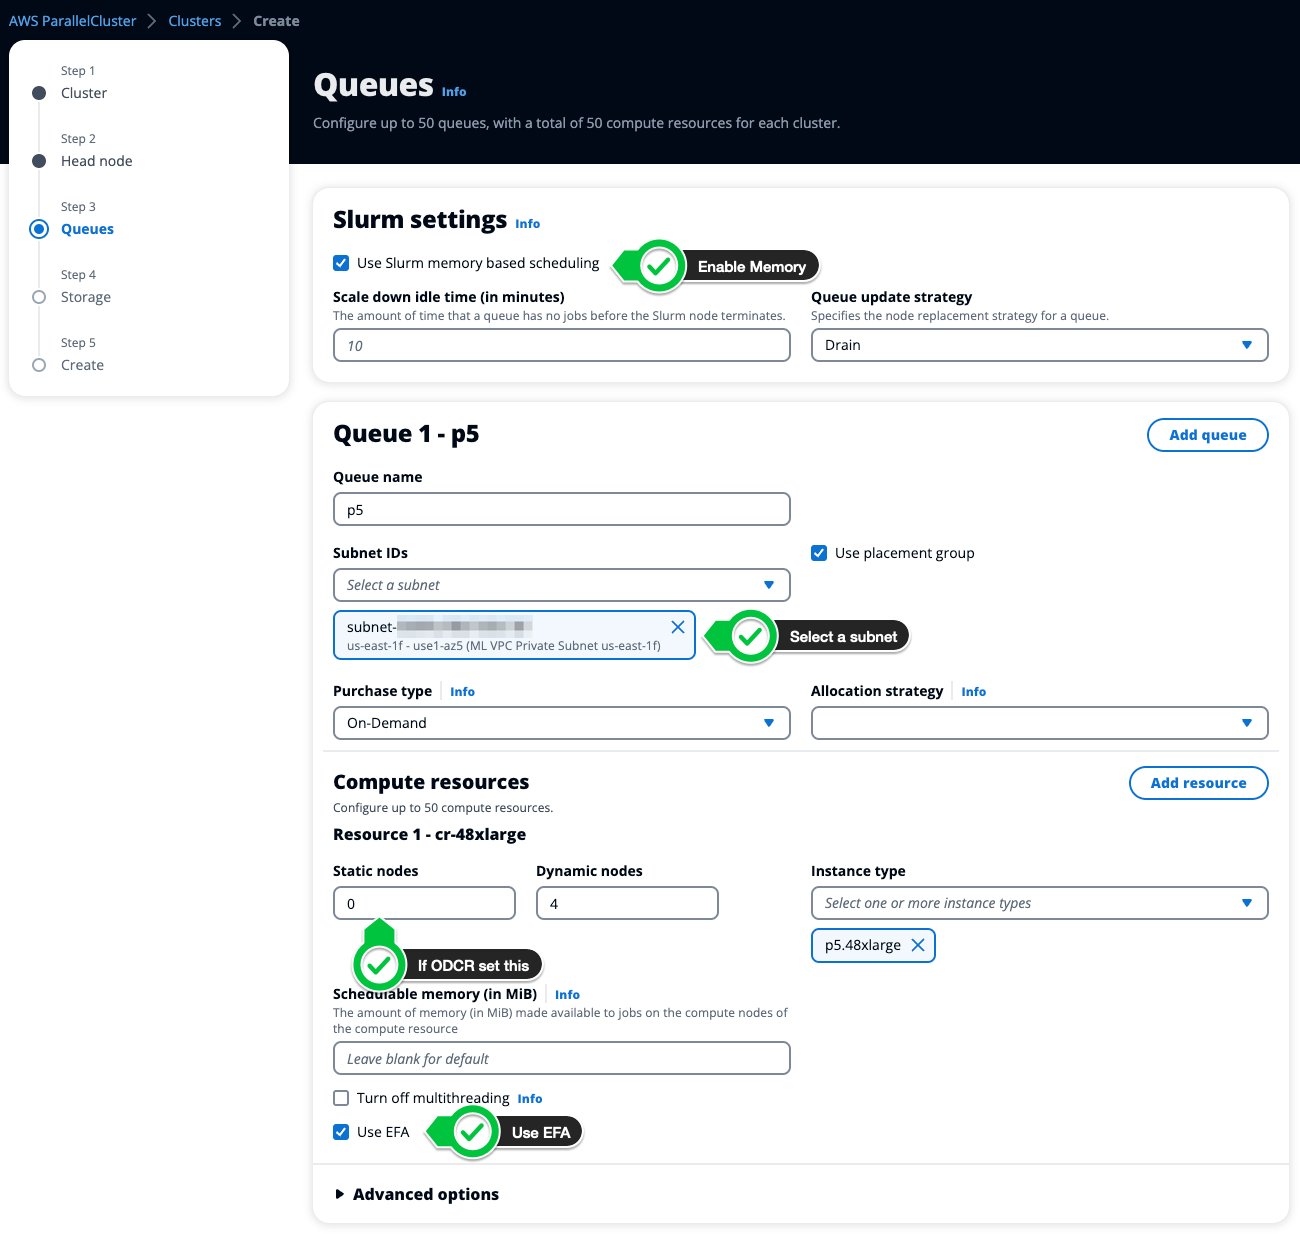 AWS ParallelCluster > Clusters > Create
Step 1
Cluster
Step 2
Head node
Step 3
Queues
Step 4
Storage
Step 5
Create
Queues Info
Configure up to 50 queues, with a total of 50 compute resources for each cluster.
Slurm settings Info
Use Slurm memory based scheduling
Enable Memory
Scale down idle time (in minutes)
The amount of time that a queue has no jobs before the Slurm node terminates.
10
Queue update strategy
Specifies the node replacement strategy for a queue.
Drain
Queue 1 - p5
Add queue
Queue name
p5
Subnet IDs
Select a subnet
Use placement group
subnet-
us-east-1f - use1-az5 (ML VPC Private Subnet us-east-1f)
Select a subnet
Purchase type Info
On-Demand
Allocation strategy Info
Compute resources
Configure up to 50 compute resources.
Add resource
Resource 1 - cr-48xlarge
Static nodes
0
Dynamic nodes
4
Instance type
Select one or more instance types
p5.48xlarge
If ODCR set this
Schedulable memory (in MiB) Info
The amount of memory (in MiB) made available to jobs on the compute nodes of
the compute resource
Leave blank for default
Turn off multithreading Info
Use EFA
Use EFA
Advanced options